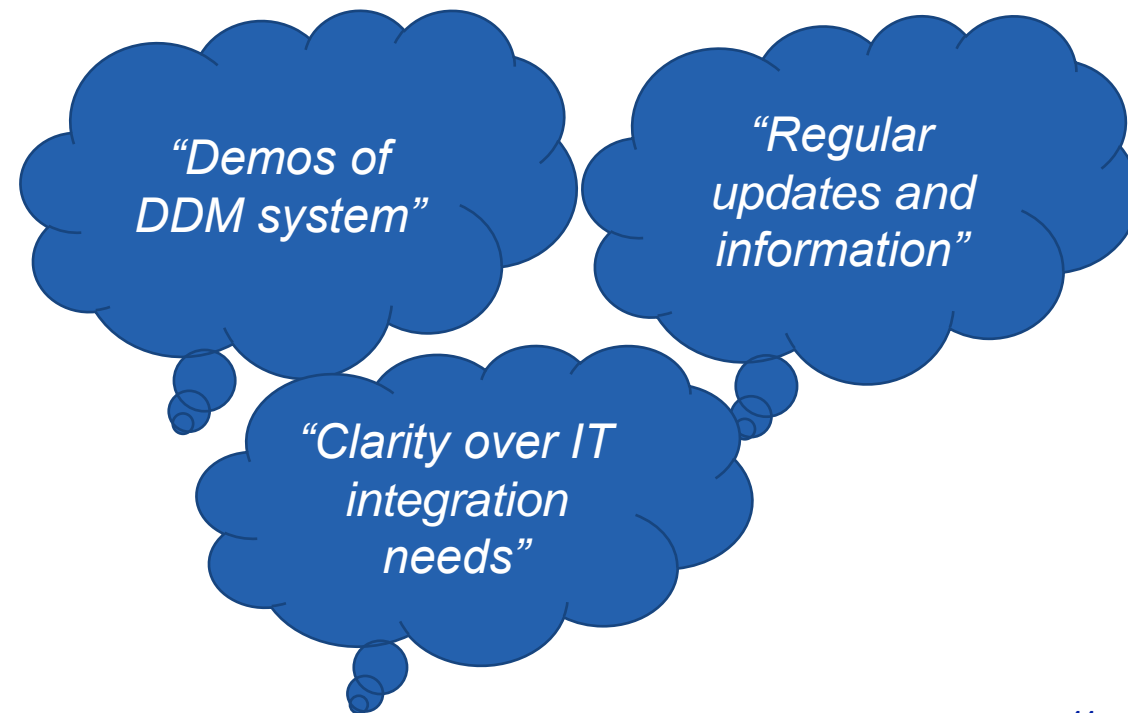 “Demos of
DDM system”
“Regular
updates and
information”
“Clarity over IT
integration
needs”